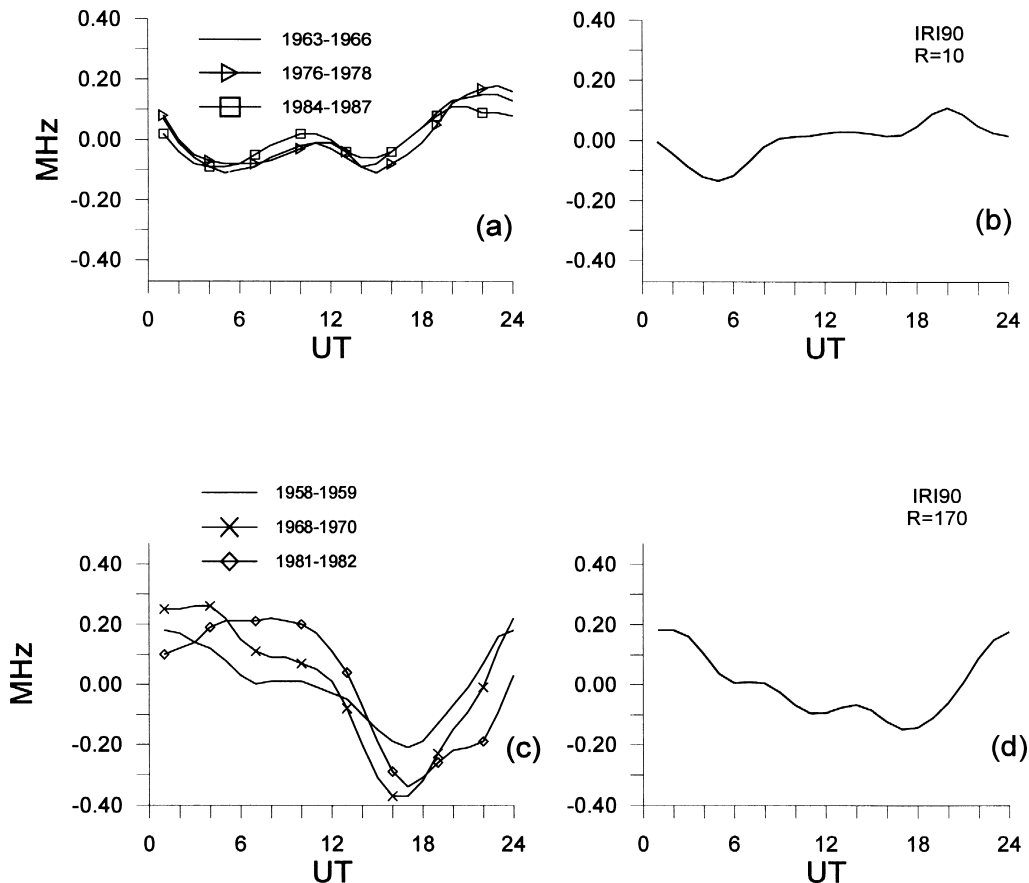 0.40
0.20
0.00
-0.20
-0.40
MHz
1963-1966
1976-1978
1984-1987
(a)
0 6 12 18 24
UT
0.40
0.20
0.00
-0.20
-0.40
IRI90
R=10
(b)
0 6 12 18 24
UT
0.40
0.20
0.00
-0.20
-0.40
MHz
1958-1959
1968-1970
1981-1982
(c)
0 6 12 18 24
UT
0.40
0.20
0.00
-0.20
-0.40
IRI90
R=170
(d)
0 6 12 18 24
UT